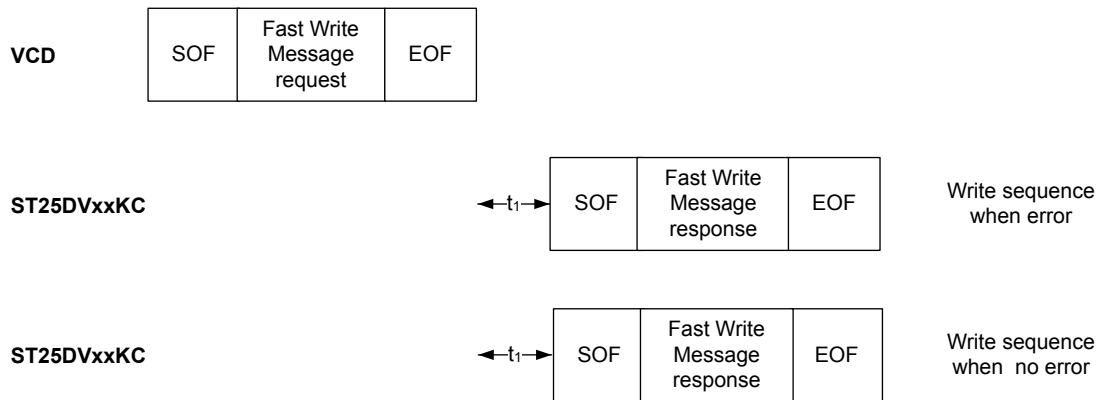 VCD
SOF
Fast Write
Message
request
EOF
ST25DVxxKC
t1
SOF
Fast Write
Message
response
EOF
Write sequence
when error
ST25DVxxKC
t1
SOF
Fast Write
Message
response
EOF
Write sequence
when no error